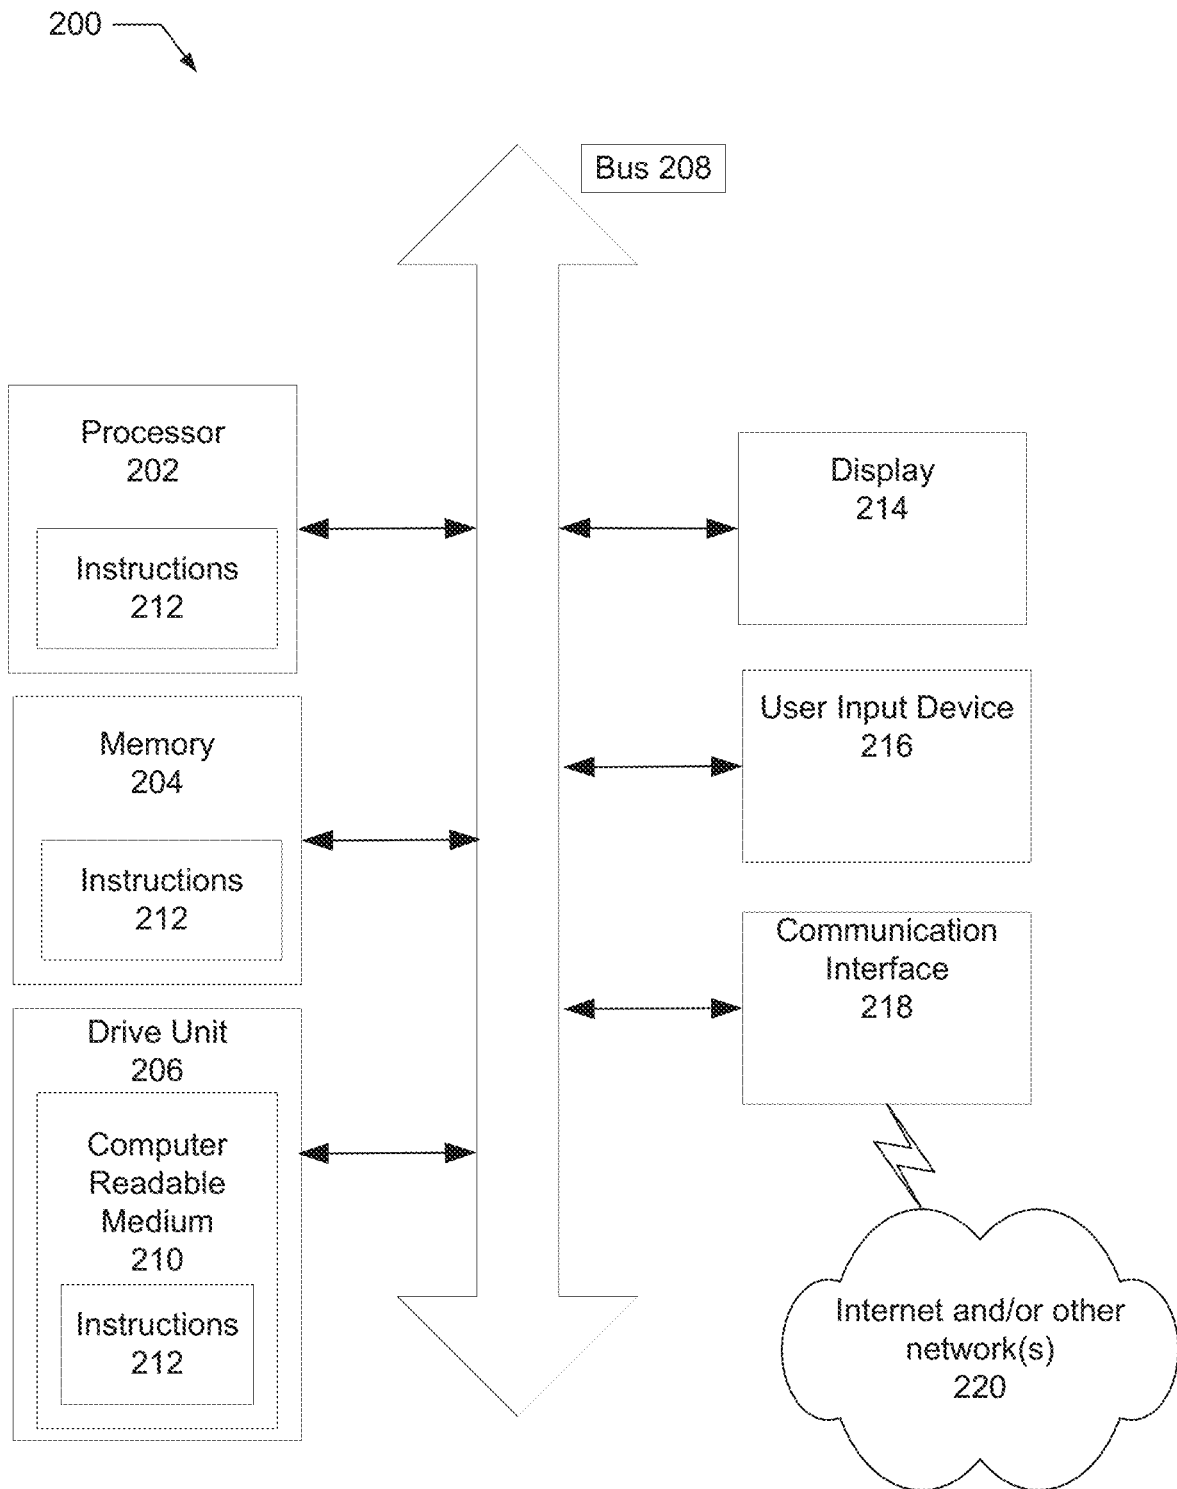 200
Bus 208
Processor
202
Instructions
212
Memory
204
Instructions
212
Drive Unit
206
Computer
Readable
Medium
210
Instructions
212
Display
214
User Input Device
216
Communication
Interface
218
Internet and/or other
network(s)
220